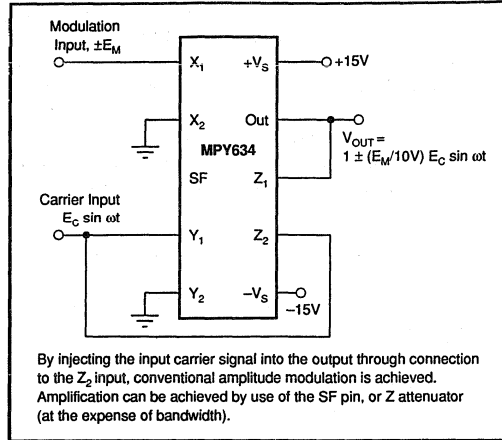 Modulation
Input, ±E_M
X₁
+V_S
+15V
X₂
Out
V_OUT =
1 ± (E_M/10V) E_C sin ωt
MPY634
SF
Z₁
Carrier Input
E_C sin ωt
Y₁
Z₂
Y₂
–V_S
–15V
By injecting the input carrier signal into the output through connection
to the Z₂ input, conventional amplitude modulation is achieved.
Amplification can be achieved by use of the SF pin, or Z attenuator
(at the expense of bandwidth).